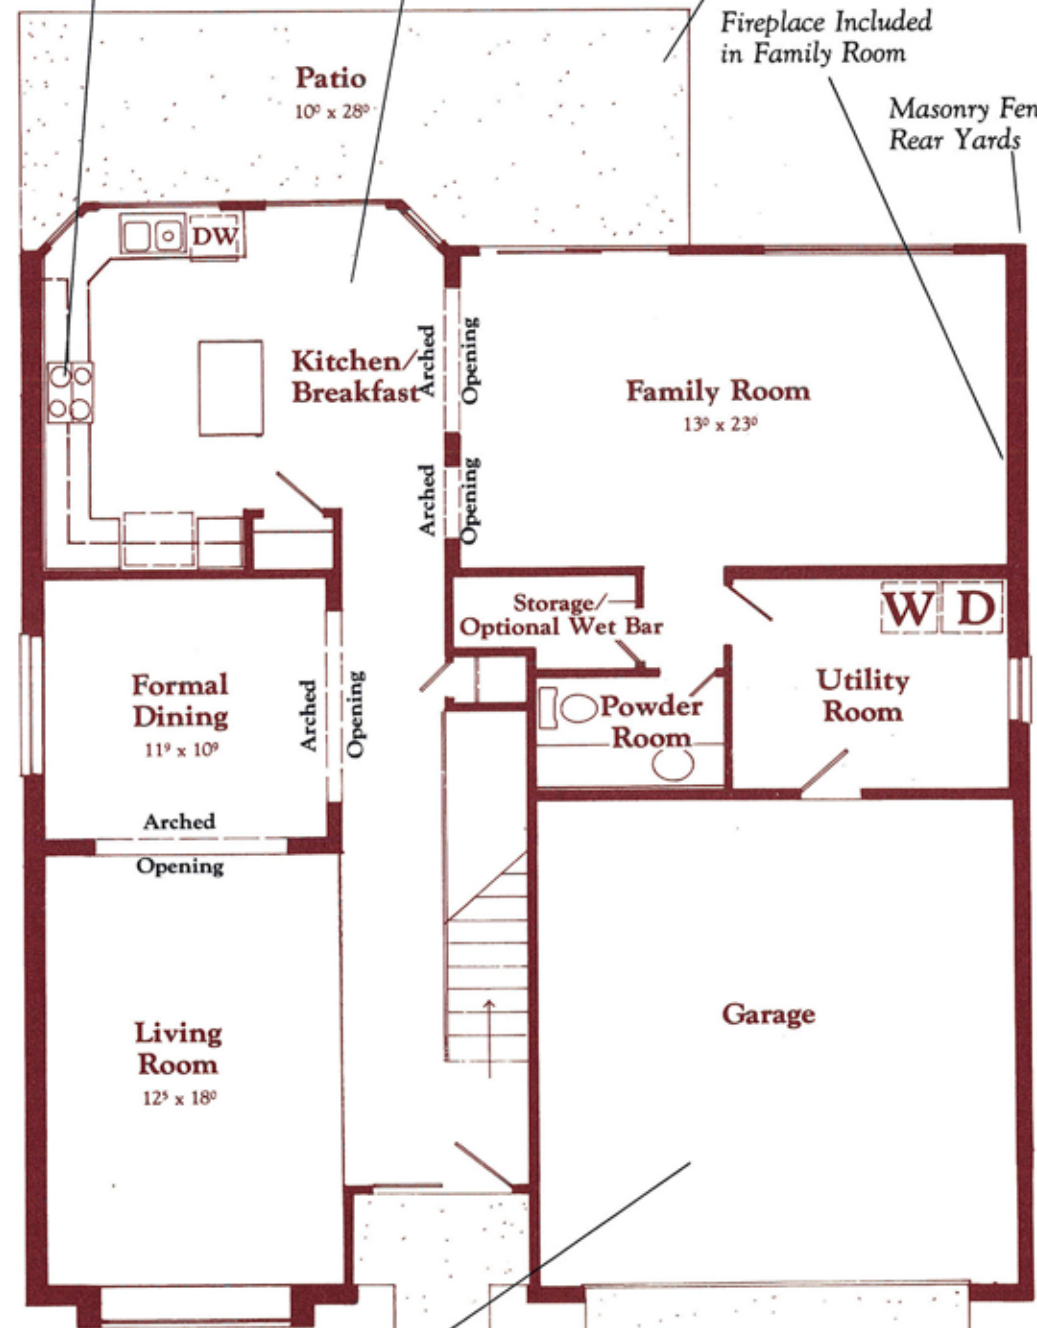 Fireplace Included
in Family Room
Masonry Fen
Rear Yards
Patio
10⁰ x 28⁰
DW
Kitchen/
Breakfast
Arched
Opening
Arched
Opening
Family Room
13⁰ x 23⁰
Storage/
Optional Wet Bar
W D
Formal
Dining
11⁹ x 10⁹
Arched
Opening
Powder
Room
Utility
Room
Arched
Opening
Living
Room
12⁵ x 18⁰
Garage